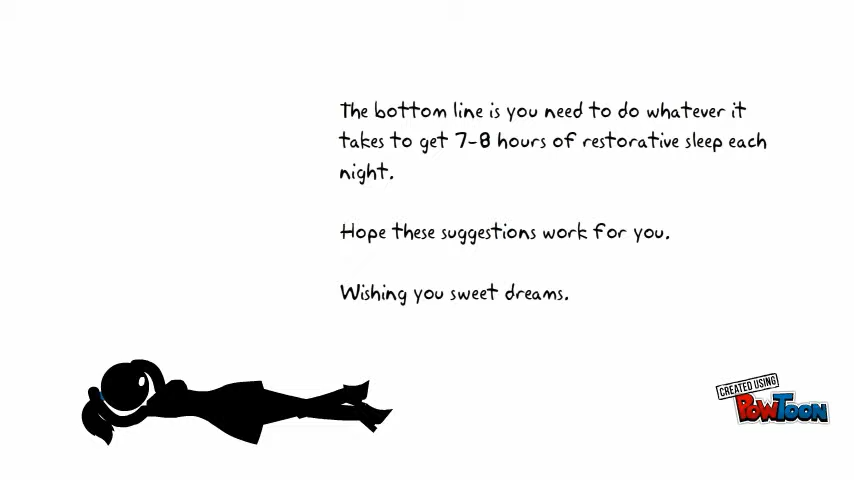 The bottom line is you need to do whatever it
takes to get 7-8 hours of restorative sleep each
night.
Hope these suggestions work for you.
Wishing you sweet dreams.
CREATED USING
POWTOON